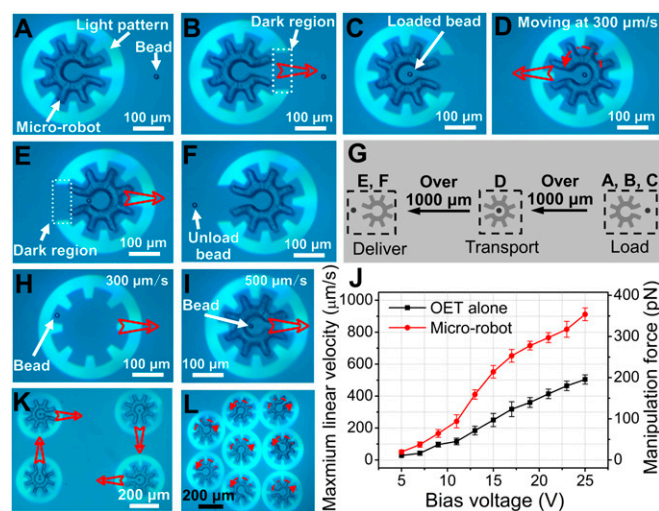 A
Light pattern
Bead
Micro-robot
100 µm
B
Dark region
100 µm
C
Loaded bead
100 µm
D
Moving at 300 µm/s
100 µm
E
Dark region
100 µm
F
Unload
bead
100 µm
G
E, F
D
A, B, C
Over
1000 µm
Over
1000 µm
Deliver
Transport
Load
H
300 µm/s
Bead
100 µm
I
500 µm/s
Bead
100 µm
J
Maxmium linear velocity (µm/s)
1000
800
600
400
200
0
OET alone
Micro-robot
400
300
200
100
0
Manipulation force (pN)
5 10 15 20 25
Bias voltage (V)
K
200 µm
L
200 µm